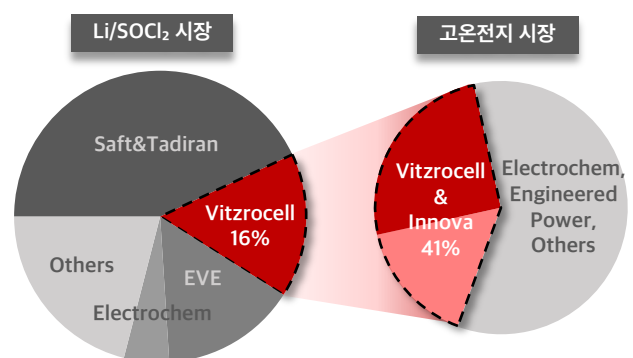 Li/SOCl₂ 시장
고온전지 시장
Saft&Tadiran
Vitzrocell
16%
EVE
Electrochem
Others
Vitzrocell
&
Innova
41%
Electrochem,
Engineered
Power,
Others